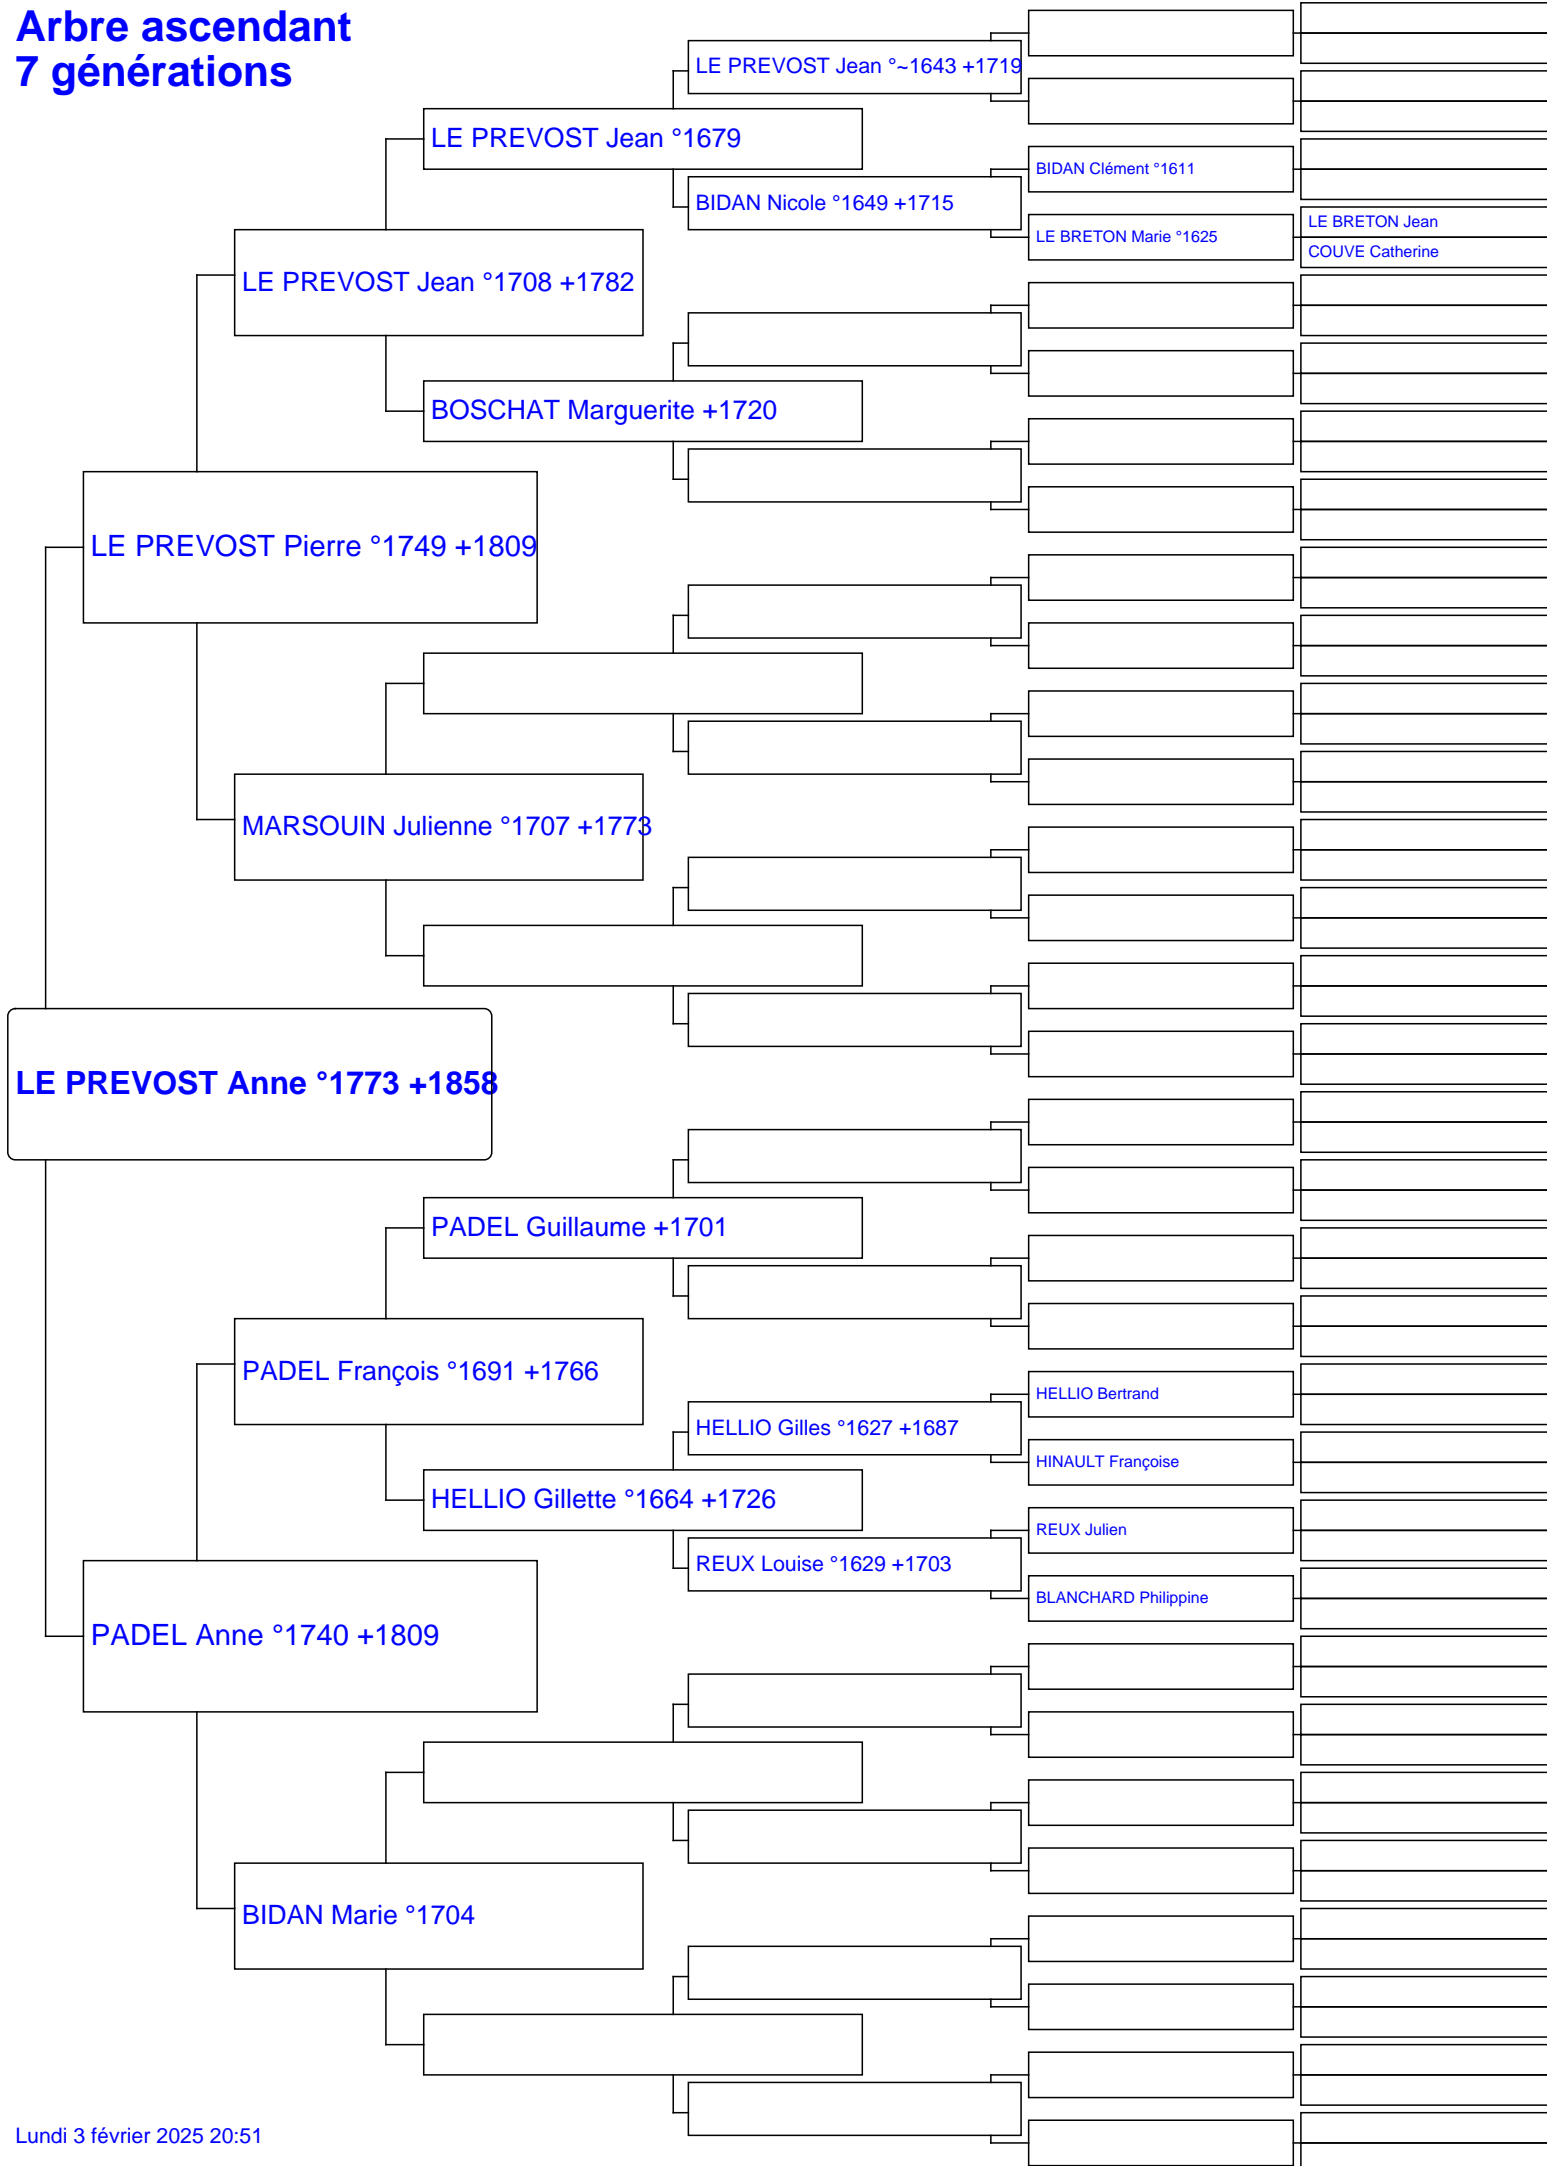 Arbre ascendant
7 générations
LE PREVOST Jean °~1643 +1719
LE PREVOST Jean °1679
BIDAN Clément °1611
BIDAN Nicole °1649 +1715
LE BRETON Jean
LE BRETON Marie °1625
COUVE Catherine
LE PREVOST Jean °1708 +1782
BOSCHAT Marguerite +1720
LE PREVOST Pierre °1749 +1809
MARSOUIN Julienne °1707 +1773
LE PREVOST Anne °1773 +1858
PADEL Guillaume +1701
PADEL François °1691 +1766
HELLIO Bertrand
HELLIO Gilles °1627 +1687
HINAULT Françoise
HELLIO Gillette °1664 +1726
REUX Julien
REUX Louise °1629 +1703
BLANCHARD Philippine
PADEL Anne °1740 +1809
BIDAN Marie °1704
Lundi 3 février 2025 20:51